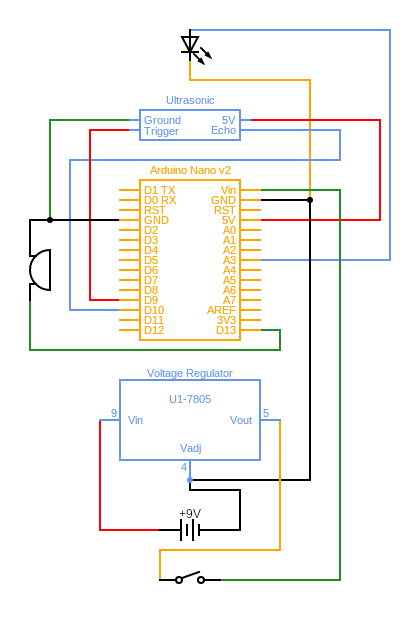 Ultrasonic
Ground 5V
Trigger Echo
Arduino Nano v2
D1 TX Vin
D0 RX GND
RST RST
GND 5V
D2 A0
D3 A1
D4 A2
D5 A3
D6 A4
D7 A5
D8 A6
D9 A7
D10 AREF
D11 3V3
D12 D13
Voltage Regulator
U1-7805
9 Vin Vout 5
Vadj
4
+9V